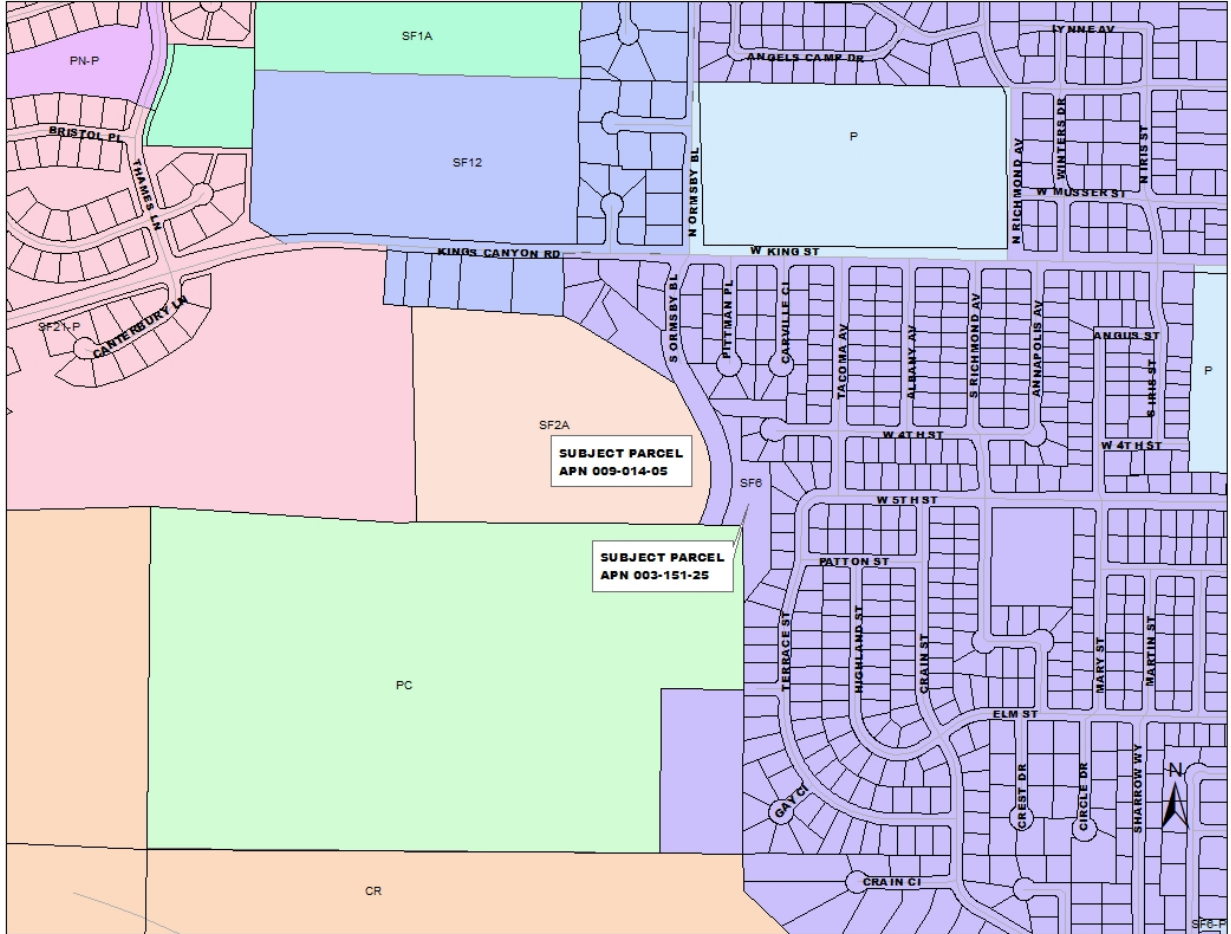 SF1A
LYNNE AV
ANGELS CAMP DR
PN-P
WINTERS DR
N IRIS ST
BRISTOL PL
P
SF12
THAMES LN
N ORMSBY BL
N RICHMOND AV
W MUSSER ST
KINGS CANYON RD
W KING ST
S ORMSBY BL
PITTMAN PL
CARVILLE CI
TACOMA AV
ALBANY AV
S RICHMOND AV
ANNAPOLIS AV
SF21-P
CANTERBURY LN
ANGUS ST
S IRIS ST
P
SF2A
W 4TH ST
W 4TH ST
SUBJECT PARCEL
APN 009-014-05
SF6
W 5TH ST
SUBJECT PARCEL
APN 003-151-25
PATTON ST
TERRACE ST
HIGHLAND ST
CRAIN ST
MARY ST
MARTIN ST
PC
ELM ST
N
GAY CI
CREST DR
CIRCLE DR
SHARROW WY
CR
CRAIN CI
SF6-P